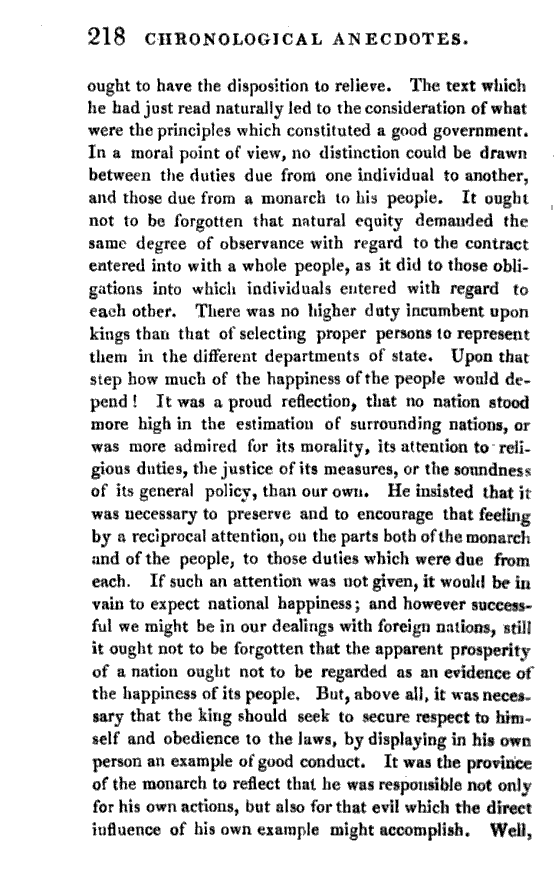 218 CHRONOLOGICAL ANECDOTES.
ought to have the disposition to relieve. The text which
he had just read naturally led to the consideration of what
were the principles which constituted a good government.
In a moral point of view, no distinction could be drawn
between the duties due from one individual to another,
and those due from a monarch to his people. It ought
not to be forgotten that natural equity demanded the
same degree of observance with regard to the contract
entered into with a whole people, as it did to those obli-
gations into which individuals entered with regard to
each other. There was no higher duty incumbent upon
kings than that of selecting proper persons to represent
them in the different departments of state. Upon that
step how much of the happiness of the people would de-
pend! It was a proud reflection, that no nation stood
more high in the estimation of surrounding nations, or
was more admired for its morality, its attention to reli-
gious duties, the justice of its measures, or the soundness
of its general policy, than our own. He insisted that it
was necessary to preserve and to encourage that feeling
by a reciprocal attention, on the parts both of the monarch
and of the people, to those duties which were due from
each. If such an attention was not given, it would be in
vain to expect national happiness; and however success-
ful we might be in our dealings with foreign nations, still
it ought not to be forgotten that the apparent prosperity
of a nation ought not to be regarded as an evidence of
the happiness of its people. But, above all, it was neces-
sary that the king should seek to secure respect to him-
self and obedience to the laws, by displaying in his own
person an example of good conduct. It was the province
of the monarch to reflect that he was responsible not only
for his own actions, but also for that evil which the direct
influence of his own example might accomplish. Well,